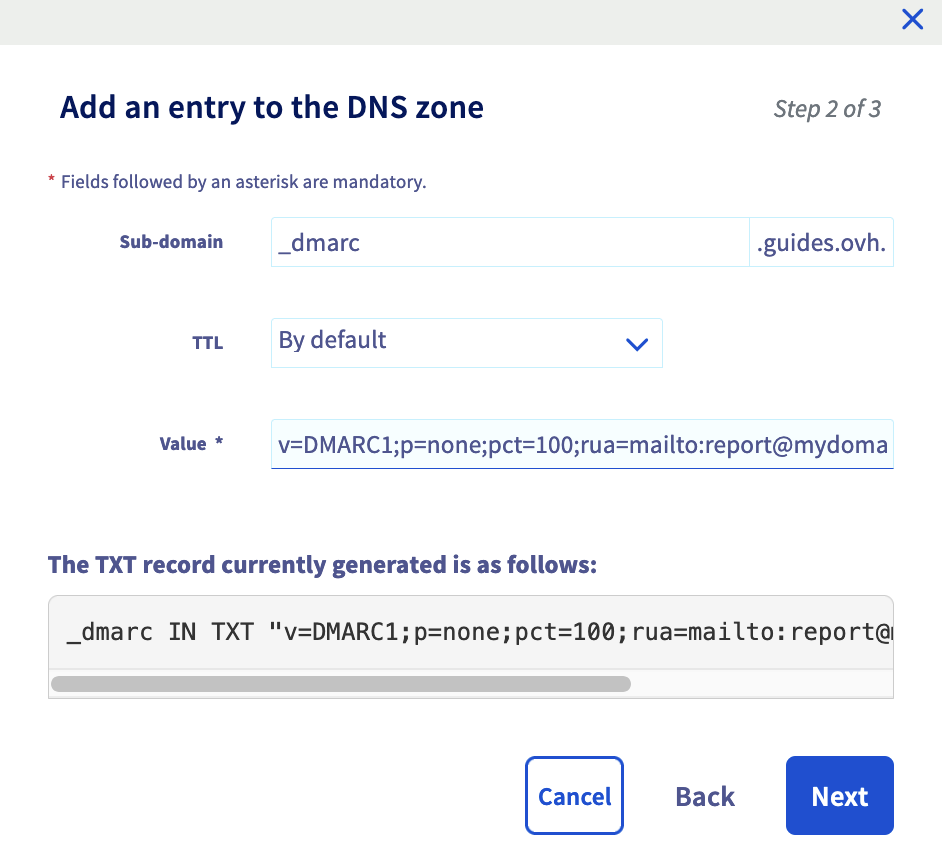 Add an entry to the DNS zone
Step 2 of 3
* Fields followed by an asterisk are mandatory.
Sub-domain _dmarc .guides.ovh.
TTL By default
Value * v=DMARC1;p=none;pct=100;rua=mailto:report@mydoma
The TXT record currently generated is as follows:
_dmarc IN TXT "v=DMARC1;p=none;pct=100;rua=mailto:report@
Cancel Back Next